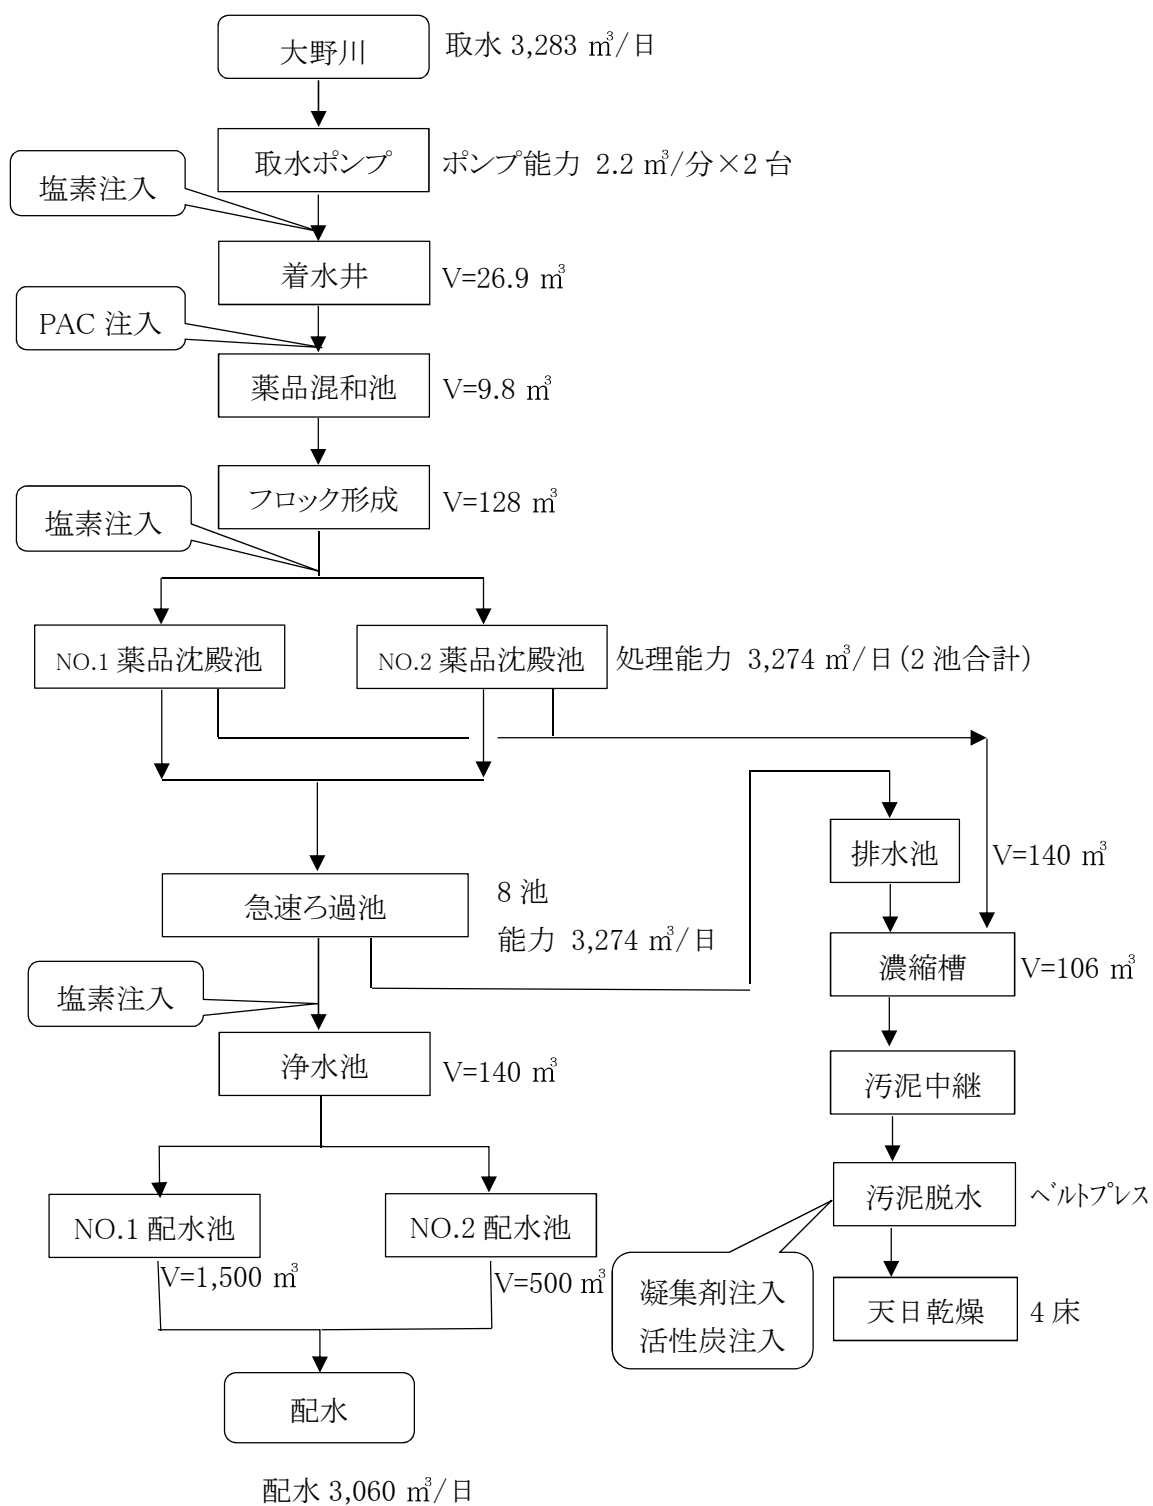 大野川
取水 3,283 ㎥/日
取水ポンプ
ポンプ能力 2.2 ㎥/分×2 台
塩素注入
着水井
V=26.9 ㎥
PAC 注入
薬品混和池
V=9.8 ㎥
フロック形成
V=128 ㎥
塩素注入
NO.1 薬品沈殿池
NO.2 薬品沈殿池
処理能力 3,274 ㎥/日(2 池合計)
排水池
V=140 ㎥
急速ろ過池
8 池
能力 3,274 ㎥/日
濃縮槽
V=106 ㎥
塩素注入
浄水池
V=140 ㎥
汚泥中継
汚泥脱水
ベルトプレス
NO.1 配水池
NO.2 配水池
V=1,500 ㎥
V=500 ㎥
凝集剤注入
活性炭注入
天日乾燥
4 床
配水
配水 3,060 ㎥/日